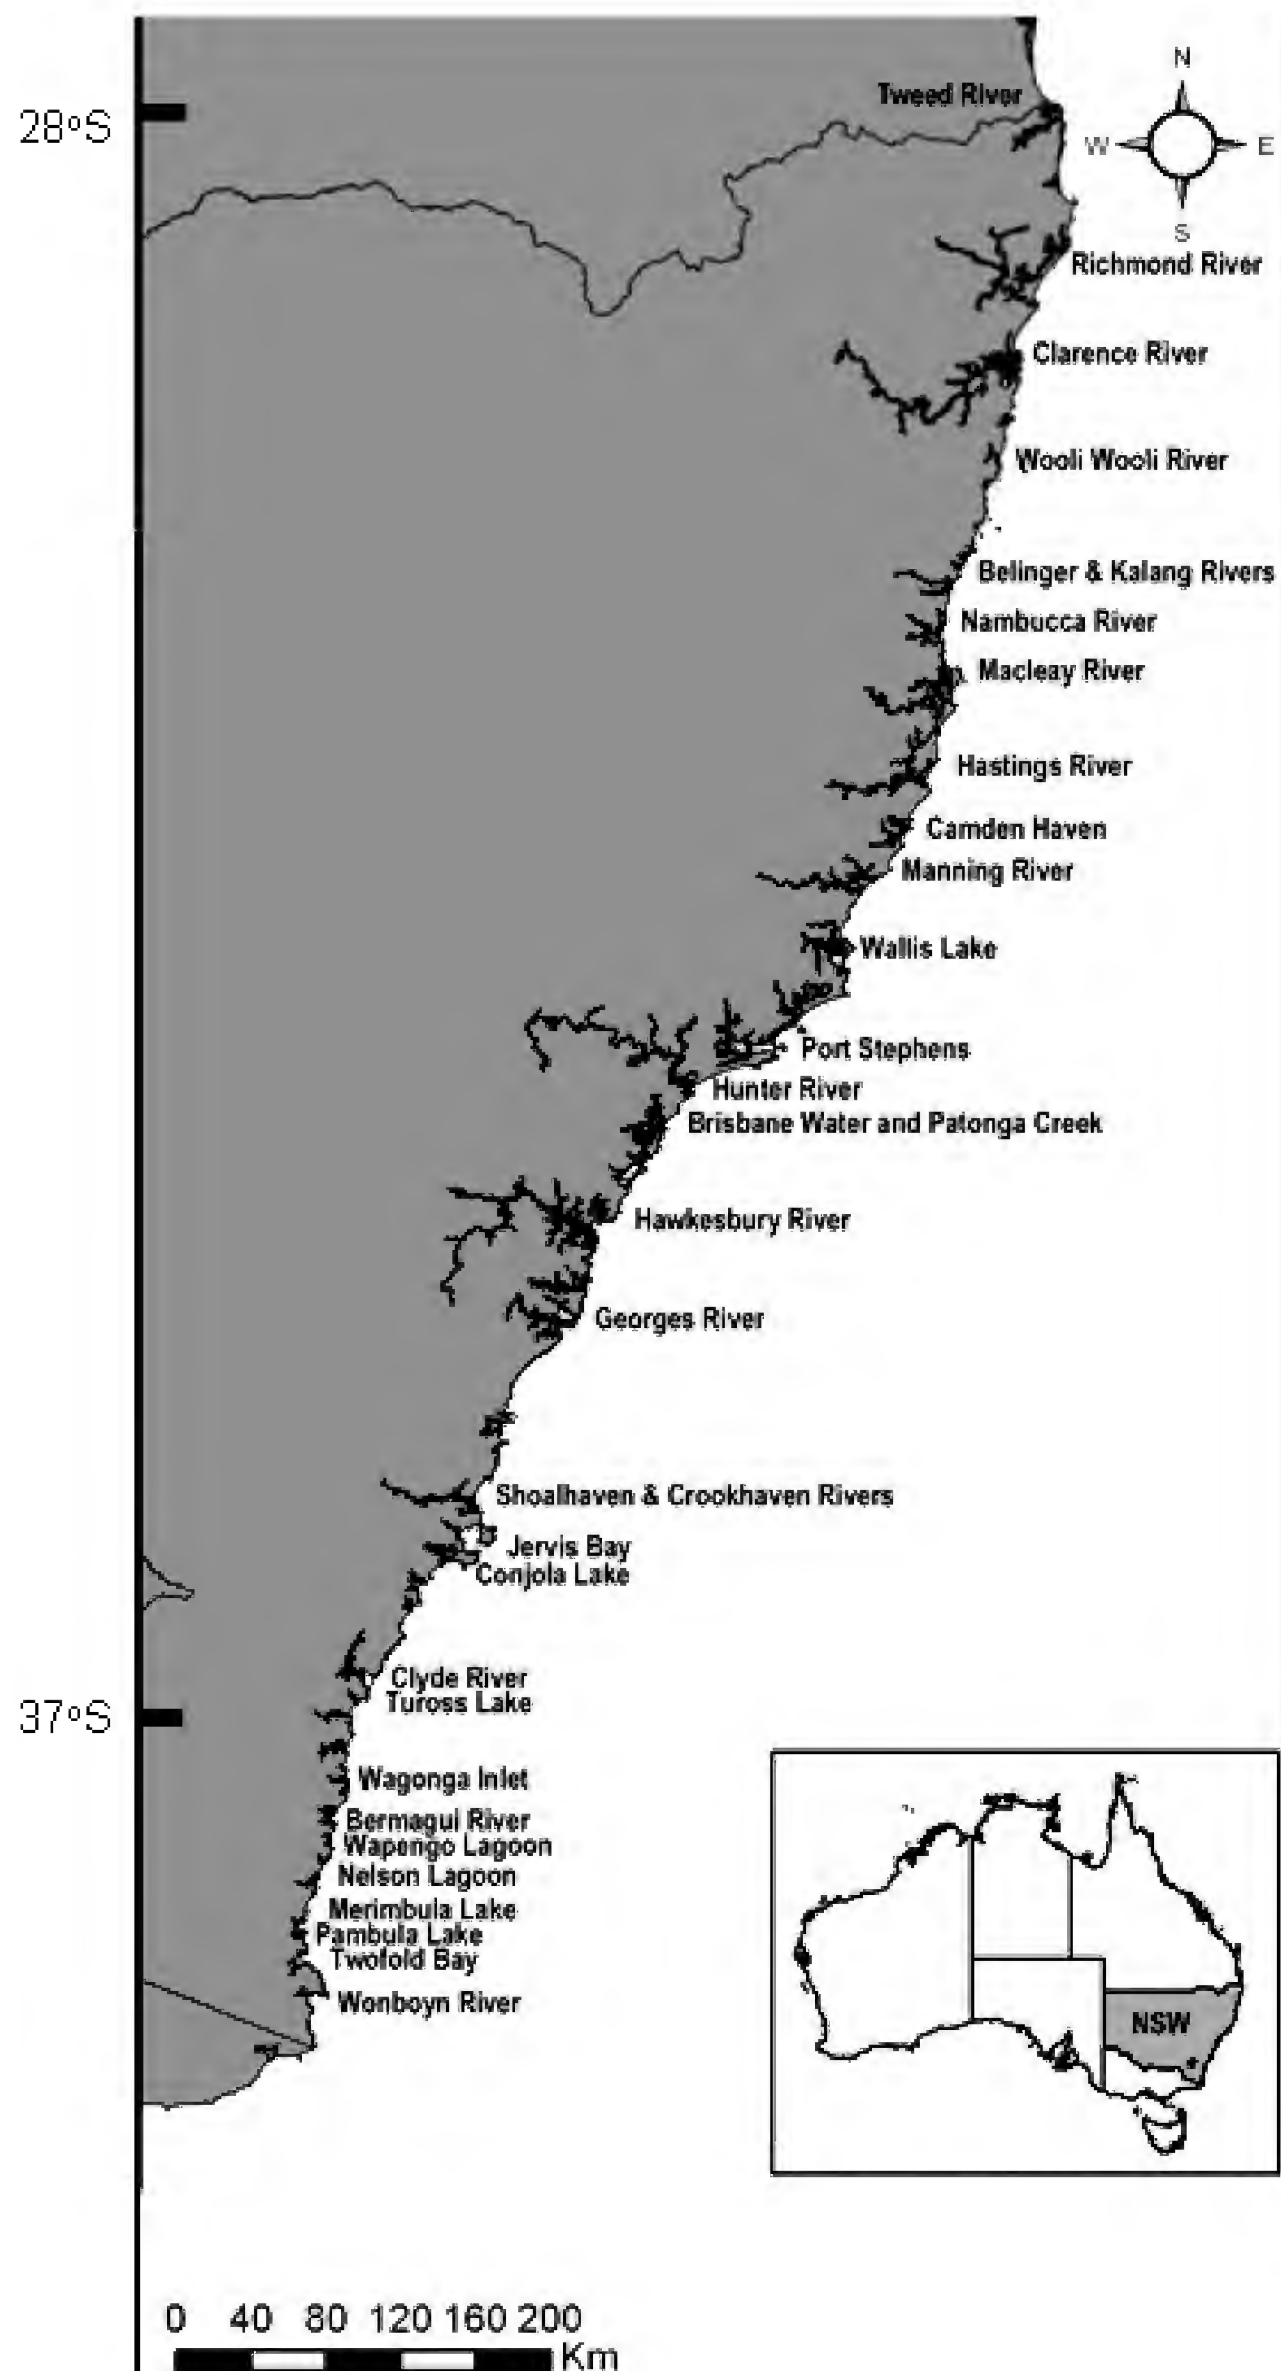 N
Tweed River
28°S
W
E
S
Richmond River
Clarence River
Wooli Wooli River
Belinger & Kalang Rivers
Nambucca River
Macleay River
Hastings River
Camden Haven
Manning River
Wallis Lake
Port Stephens
Hunter River
Brisbane Water and Patonga Creek
Hawkesbury River
Georges River
Shoalhaven & Crookhaven Rivers
Jervis Bay
Conjola Lake
Clyde River
Tuross Lake
37°S
Wagonga Inlet
Bermagui River
Wapengo Lagoon
Nelson Lagoon
Merimbula Lake
Pambula Lake
Twofold Bay
Wonboyn River
NSW
0 40 80 120 160 200
Km